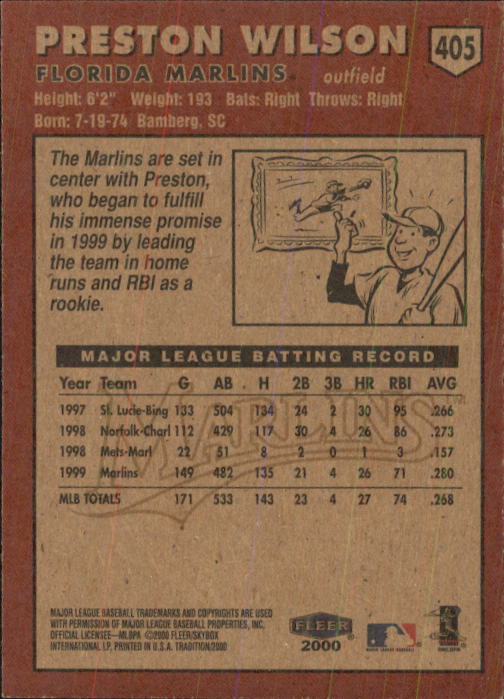 PRESTON WILSON
405
FLORIDA MARLINS outfield
Height: 6'2" Weight: 193 Bats: Right Throws: Right
Born: 7-19-74 Bamberg, SC
The Marlins are set in
center with Preston,
who began to fulfill
his immense promise
in 1999 by leading
the team in home
runs and RBI as a
rookie.
MAJOR LEAGUE BATTING RECORD
Year Team G AB H 2B 3B HR RBI AVG
1997 St. Lucie-Bing 133 504 134 24 2 30 95 .266
1998 Norfolk-Charl 112 429 117 30 4 26 86 .273
1998 Mets-Marl 22 51 8 2 0 1 3 .157
1999 Marlins 149 482 135 21 4 26 71 .280
MLB TOTALS 171 533 143 23 4 27 74 .268
MARLINS
MAJOR LEAGUE BASEBALL TRADEMARKS AND COPYRIGHTS ARE USED
WITH PERMISSION OF MAJOR LEAGUE BASEBALL PROPERTIES, INC.
OFFICIAL LICENSEE—MLBPA ©2000 FLEER/SKYBOX
INTERNATIONAL LP, PRINTED IN U.S.A. TRADITION/2000
FLEER
2000
MAJOR LEAGUE BASEBALL